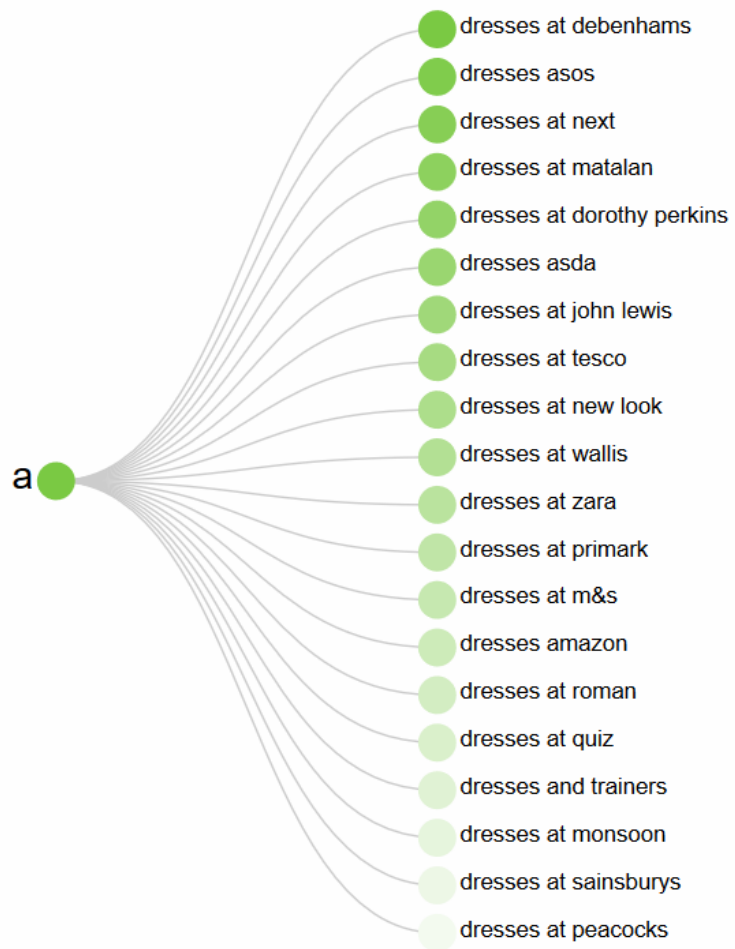 dresses at debenhams
dresses asos
dresses at next
dresses at matalan
dresses at dorothy perkins
dresses asda
dresses at john lewis
dresses at tesco
dresses at new look
dresses at wallis
a
dresses at zara
dresses at primark
dresses at m&s
dresses amazon
dresses at roman
dresses at quiz
dresses and trainers
dresses at monsoon
dresses at sainsburys
dresses at peacocks